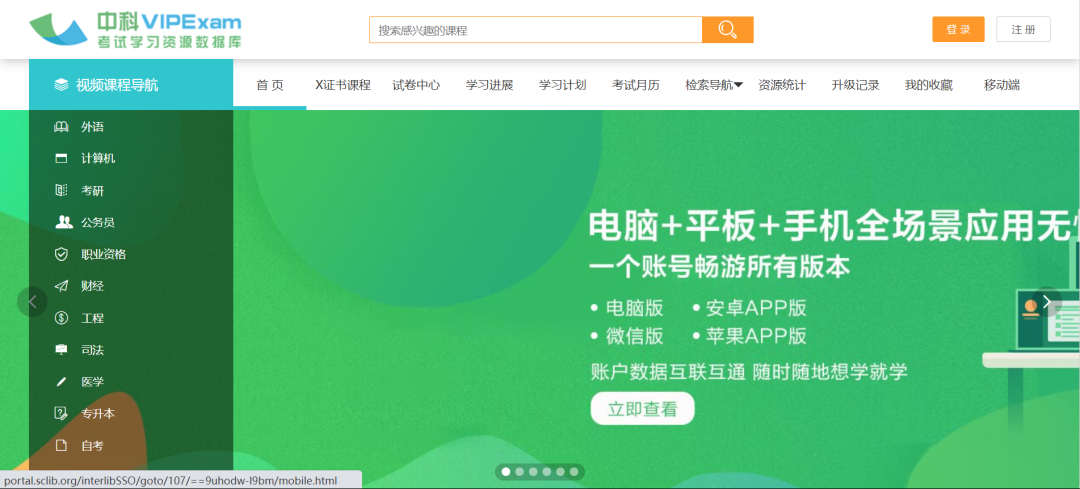 中科VIPExam
考试学习资源数据库
搜索感兴趣的课程
登 录
注 册
视频课程导航
首 页 X证书课程 试卷中心 学习进展 学习计划 考试月历 检索导航 资源统计 升级记录 我的收藏 移动端
外语
计算机
考研
公务员
职业资格
财经
工程
司法
医学
专升本
自考
电脑+平板+手机全场景应用无
一个账号畅游所有版本
• 电脑版 • 安卓APP版
• 微信版 • 苹果APP版
账户数据互联互通 随时随地想学就学
立即查看
portal.sclib.org/interlibSSO/goto/107/==9uhodw-l9bm/mobile.html